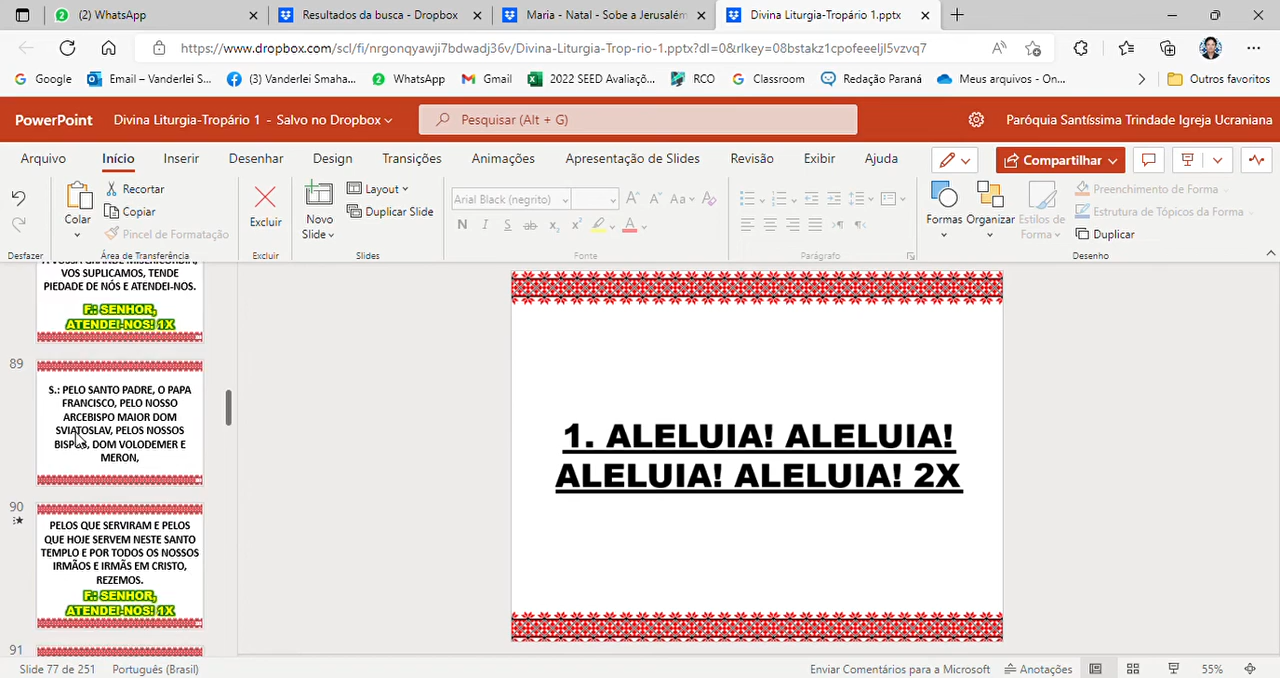 (2) WhatsApp
Resultados da busca - Dropbox
Maria - Natal - Sobe a Jerusalém
Divina Liturgia-Tropário 1.pptx
https://www.dropbox.com/scl/fi/nrgonqyawji7bdwadj36v/Divina-Liturgia-Trop-rio-1.pptx?dl=0&rlkey=08bstakz1cpofeeeljl5vzvq7
Google
Email – Vanderlei S...
(3) Vanderlei Smaha...
WhatsApp
Gmail
2022 SEED Avaliaçõ...
RCO
Classroom
Redação Paraná
Meus arquivos - On...
Outros favoritos
PowerPoint
Divina Liturgia-Tropário 1 - Salvo no Dropbox
Pesquisar (Alt + G)
Paróquia Santíssima Trindade Igreja Ucraniana
Arquivo
Início
Inserir
Desenhar
Design
Transições
Animações
Apresentação de Slides
Revisão
Exibir
Ajuda
Compartilhar
Colar
Recortar
Copiar
Pincel de Formatação
Excluir
Novo
Slide
Layout
Duplicar Slide
Arial Black (negrito)
Formas
Organizar
Estilos de
Forma
Preenchimento de Forma
Estrutura de Tópicos da Forma
Duplicar
Desfazer
Área de Transferência
Excluir
Slides
Fonte
Parágrafo
Desenho
VOS SUPLICAMOS, TENDE
PIEDADE DE NÓS E ATENDEI-NOS.
F.: SENHOR,
ATENDEI-NOS! 1X
89
S.: PELO SANTO PADRE, O PAPA
FRANCISCO, PELO NOSSO
ARCEBISPO MAIOR DOM
SVIATOSLAV, PELOS NOSSOS
BISPOS, DOM VOLODEMER E
MERON,
90
PELOS QUE SERVIRAM E PELOS
QUE HOJE SERVEM NESTE SANTO
TEMPLO E POR TODOS OS NOSSOS
IRMÃOS E IRMÃS EM CRISTO,
REZEMOS.
F.: SENHOR,
ATENDEI-NOS! 1X
91
1. ALELUIA! ALELUIA!
ALELUIA! ALELUIA! 2X
Slide 77 de 251
Português (Brasil)
Enviar Comentários para a Microsoft
Anotações
55%